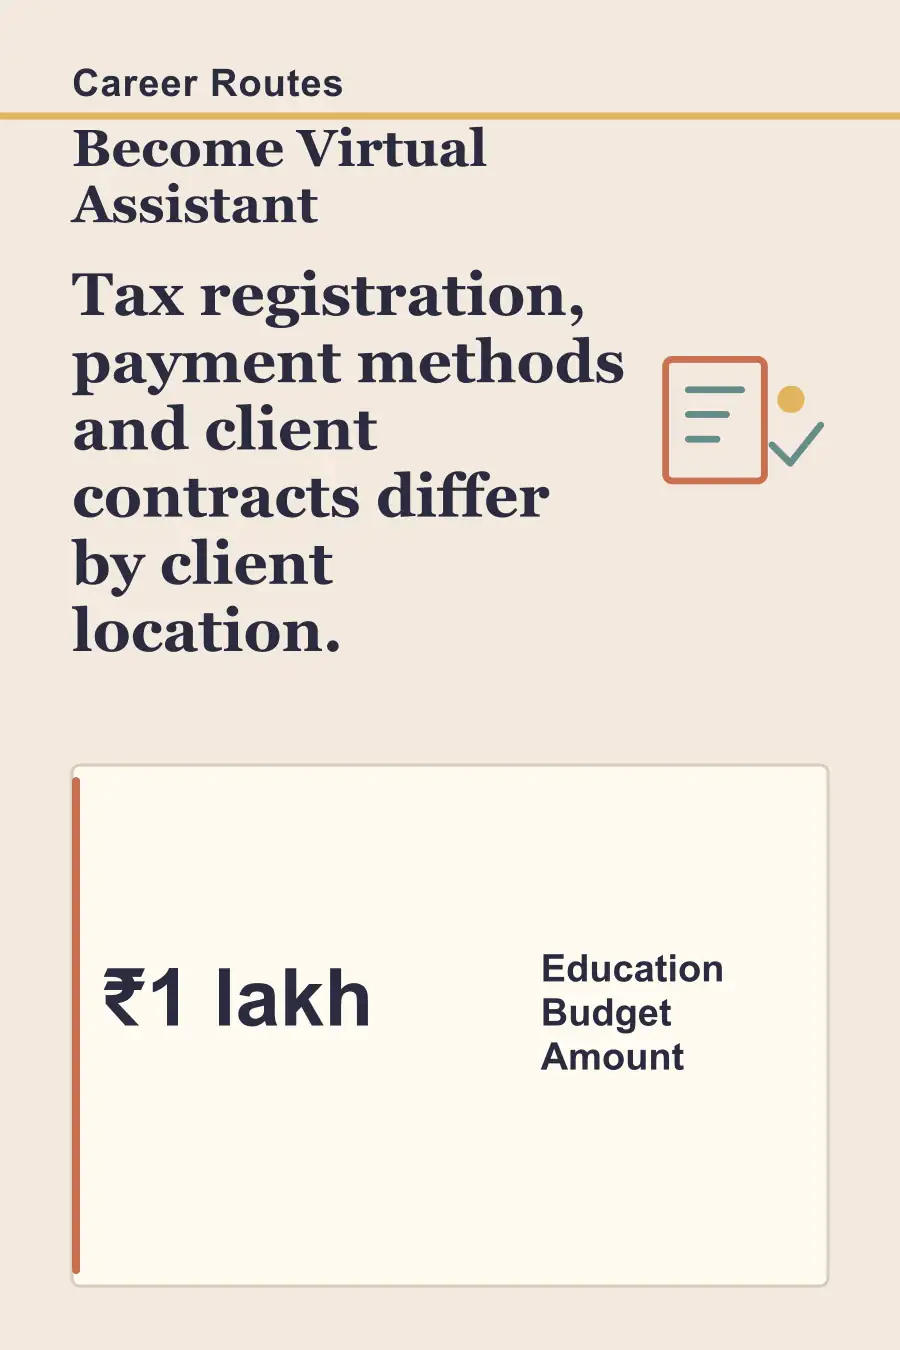 Career Routes
Become Virtual
Assistant
Tax registration,
payment methods
and client
contracts differ
by client
location.
₹1 lakh
Education
Budget
Amount